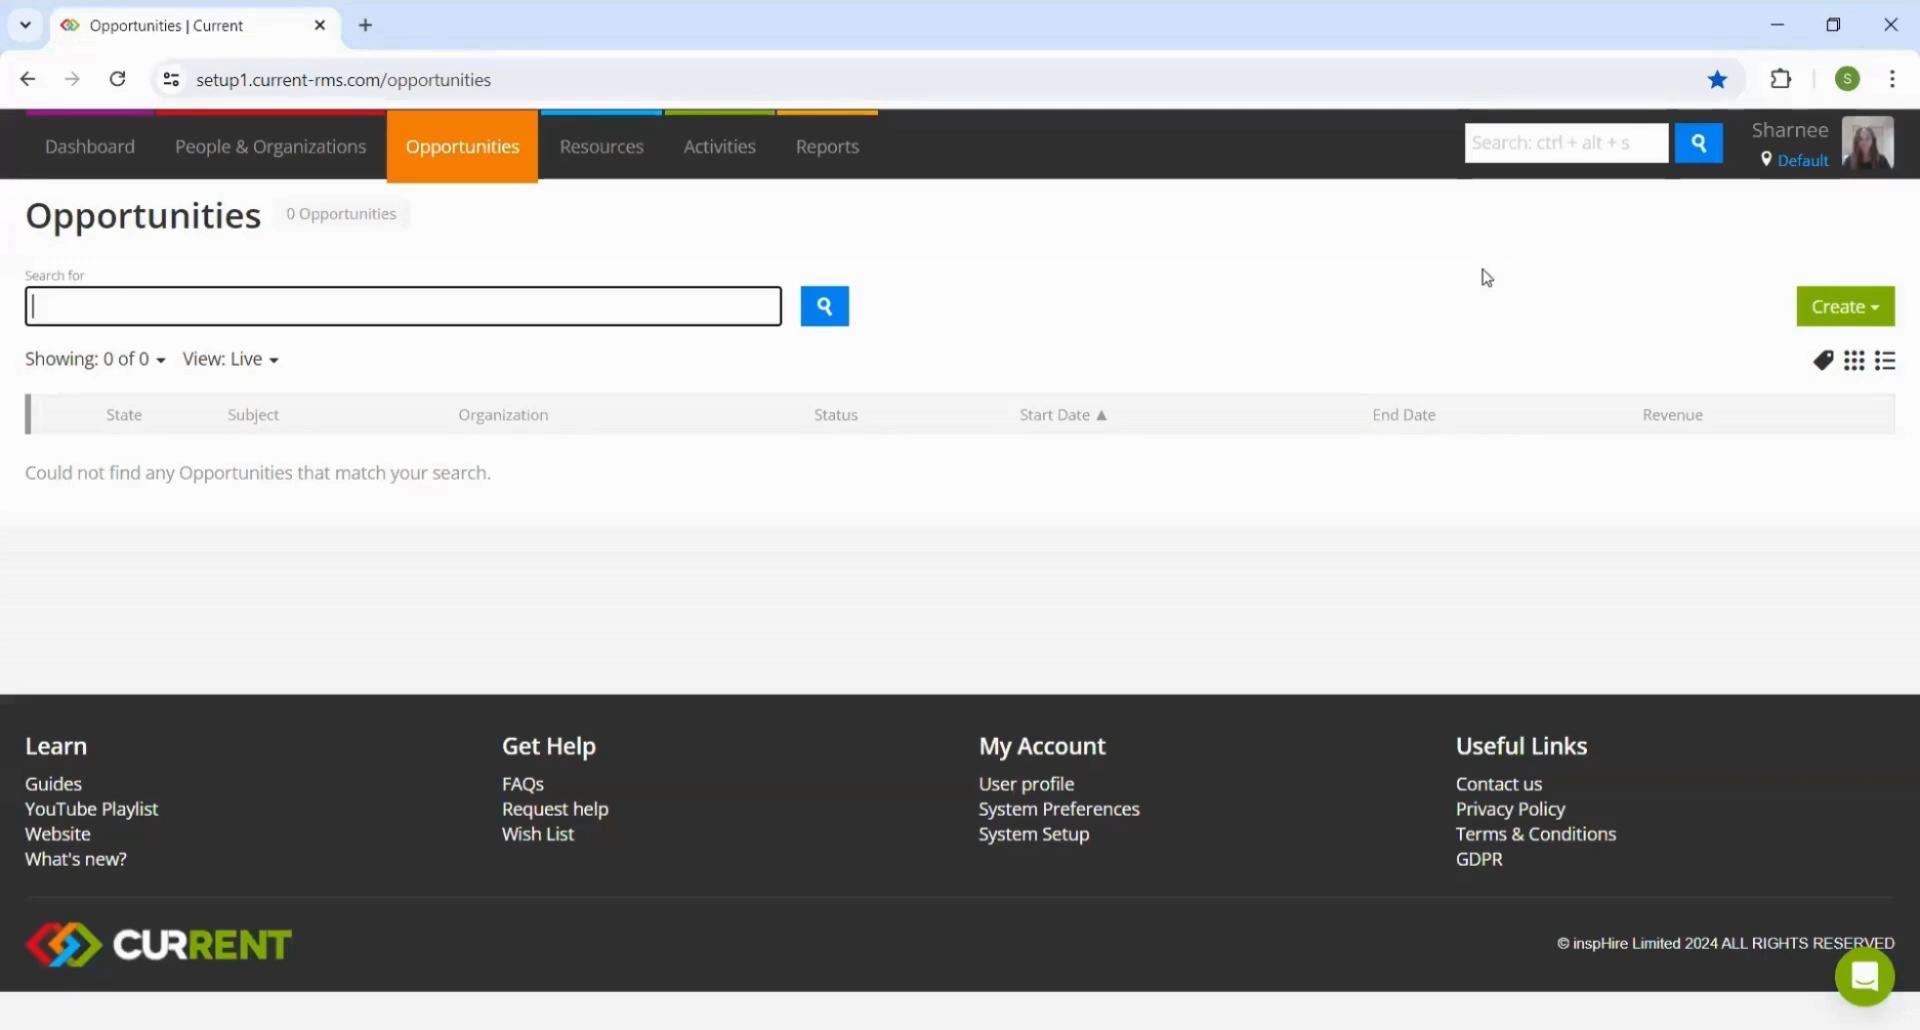 Opportunities | Current
setup1.current-rms.com/opportunities
S
Dashboard People & Organizations Opportunities Resources Activities Reports
Search: ctrl + alt + s
Sharnee
Default
Opportunities 0 Opportunities
Search for
Create
Showing: 0 of 0 View: Live
State Subject Organization Status Start Date ▲ End Date Revenue
Could not find any Opportunities that match your search.
Learn
Guides
YouTube Playlist
Website
What's new?
Get Help
FAQs
Request help
Wish List
My Account
User profile
System Preferences
System Setup
Useful Links
Contact us
Privacy Policy
Terms & Conditions
GDPR
CURRENT
© inspHire Limited 2024 ALL RIGHTS RESERVED